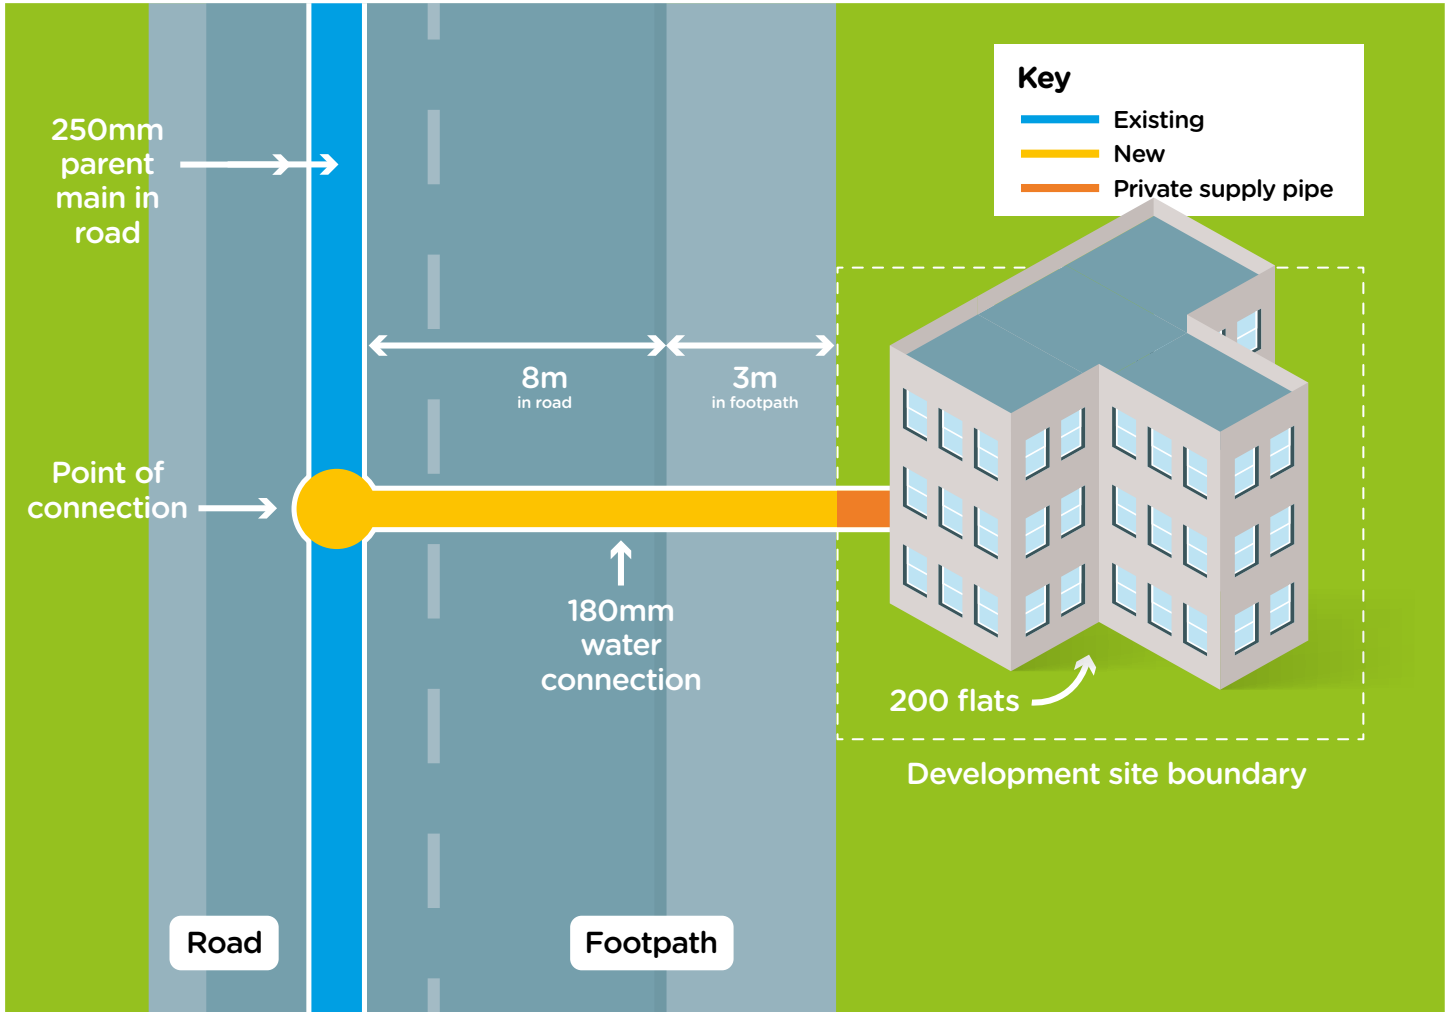 Key
Existing
New
Private supply pipe
250mm
parent
main in
road
8m
in road
3m
in footpath
Point of
connection
180mm
water
connection
200 flats
Development site boundary
Road
Footpath